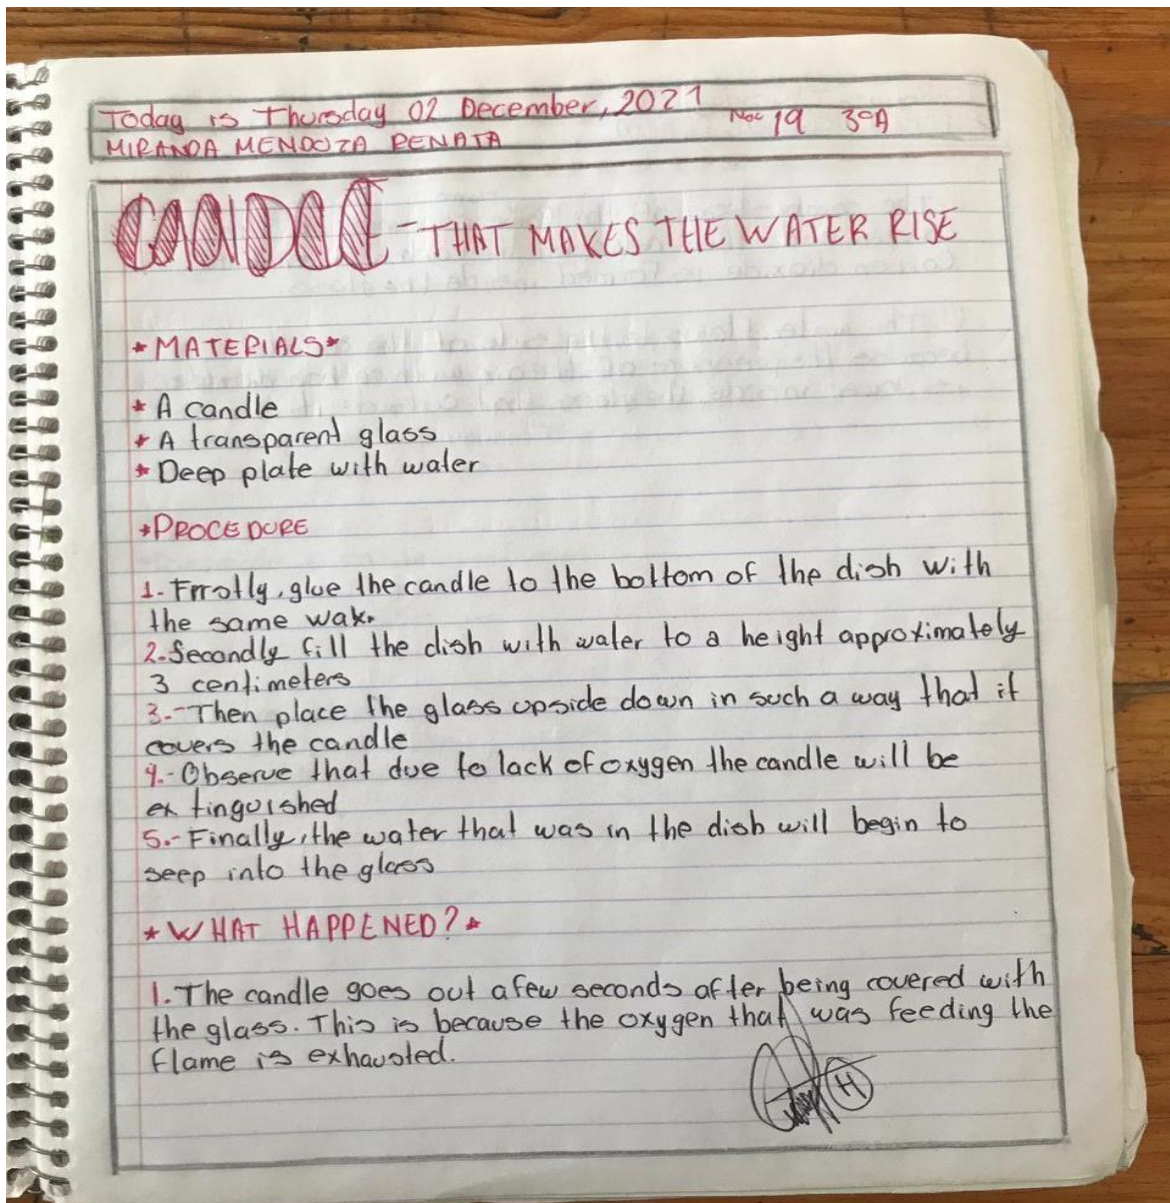 Today is Thursday 02 December, 2021 No. 19 3°A
MIRANDA MENDOZA RENATA
CANDLE - THAT MAKES THE WATER RISE
*MATERIALS*
* A candle
* A transparent glass
* Deep plate with water
*PROCEDURE
1.- Firstly, glue the candle to the bottom of the dish with
the same wax.
2.- Secondly fill the dish with water to a height approximately
3 centimeters
3.- Then place the glass upside down in such a way that it
covers the candle
4.- Observe that due to lack of oxygen the candle will be
extinguished
5.- Finally, the water that was in the dish will begin to
seep into the glass
*WHAT HAPPENED?*
1. The candle goes out a few seconds after being covered with
the glass. This is because the oxygen that was feeding the
flame is exhausted.
H